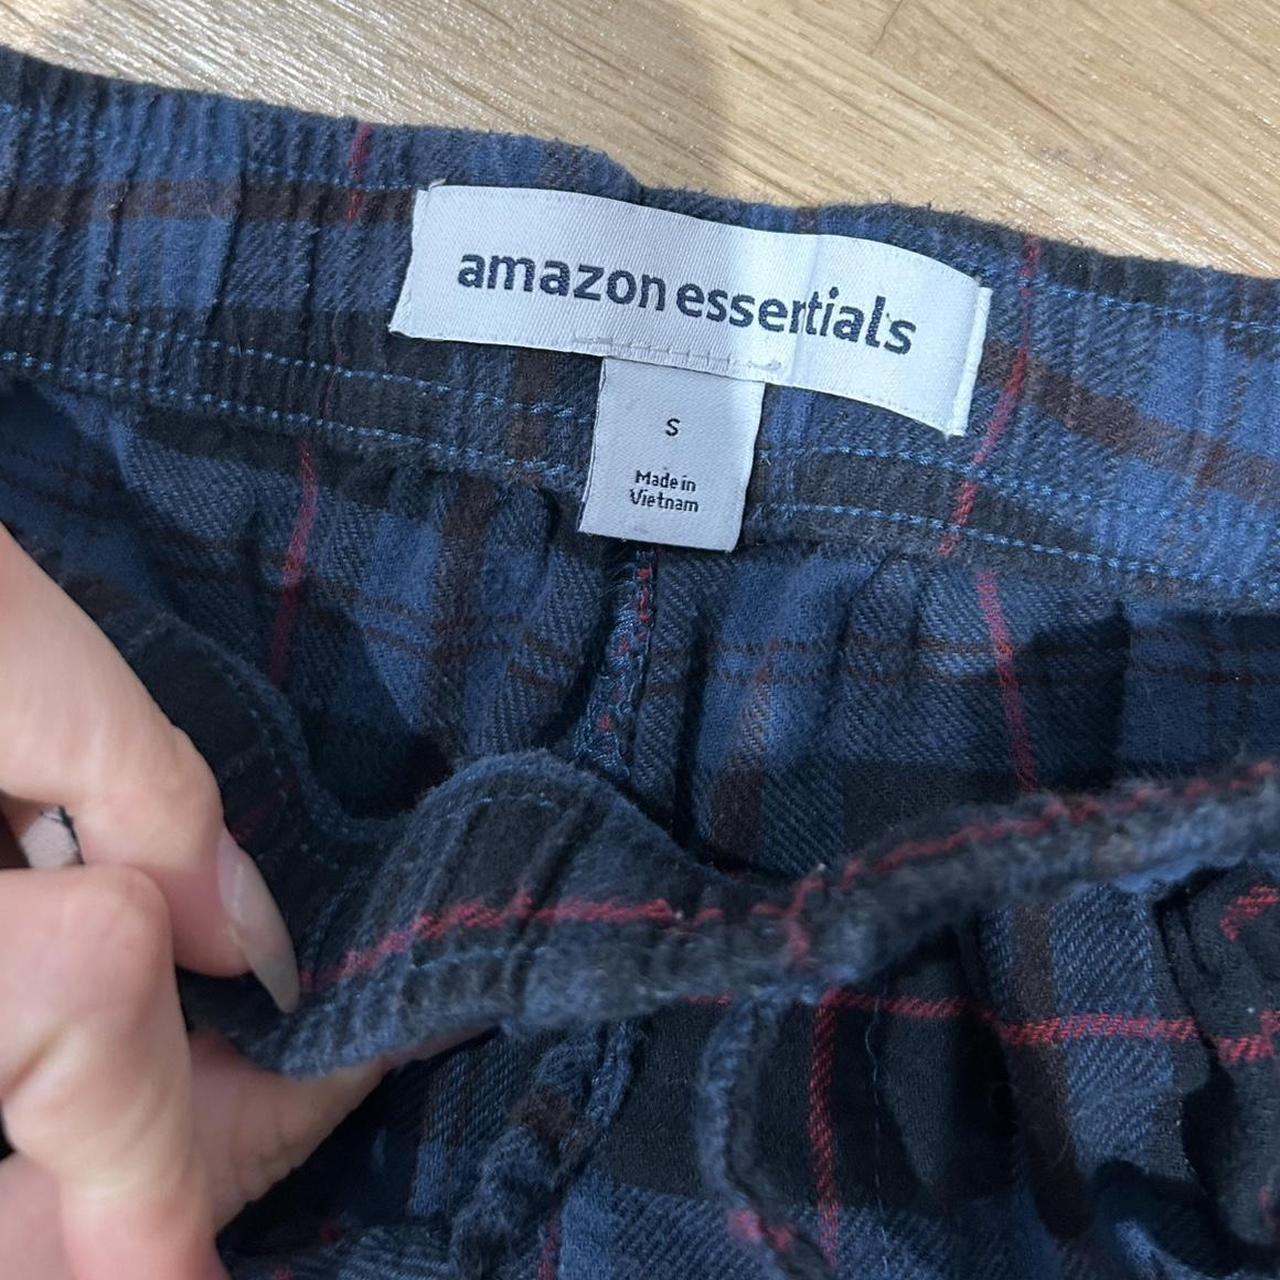 amazon essentials
S
Made in
Vietnam